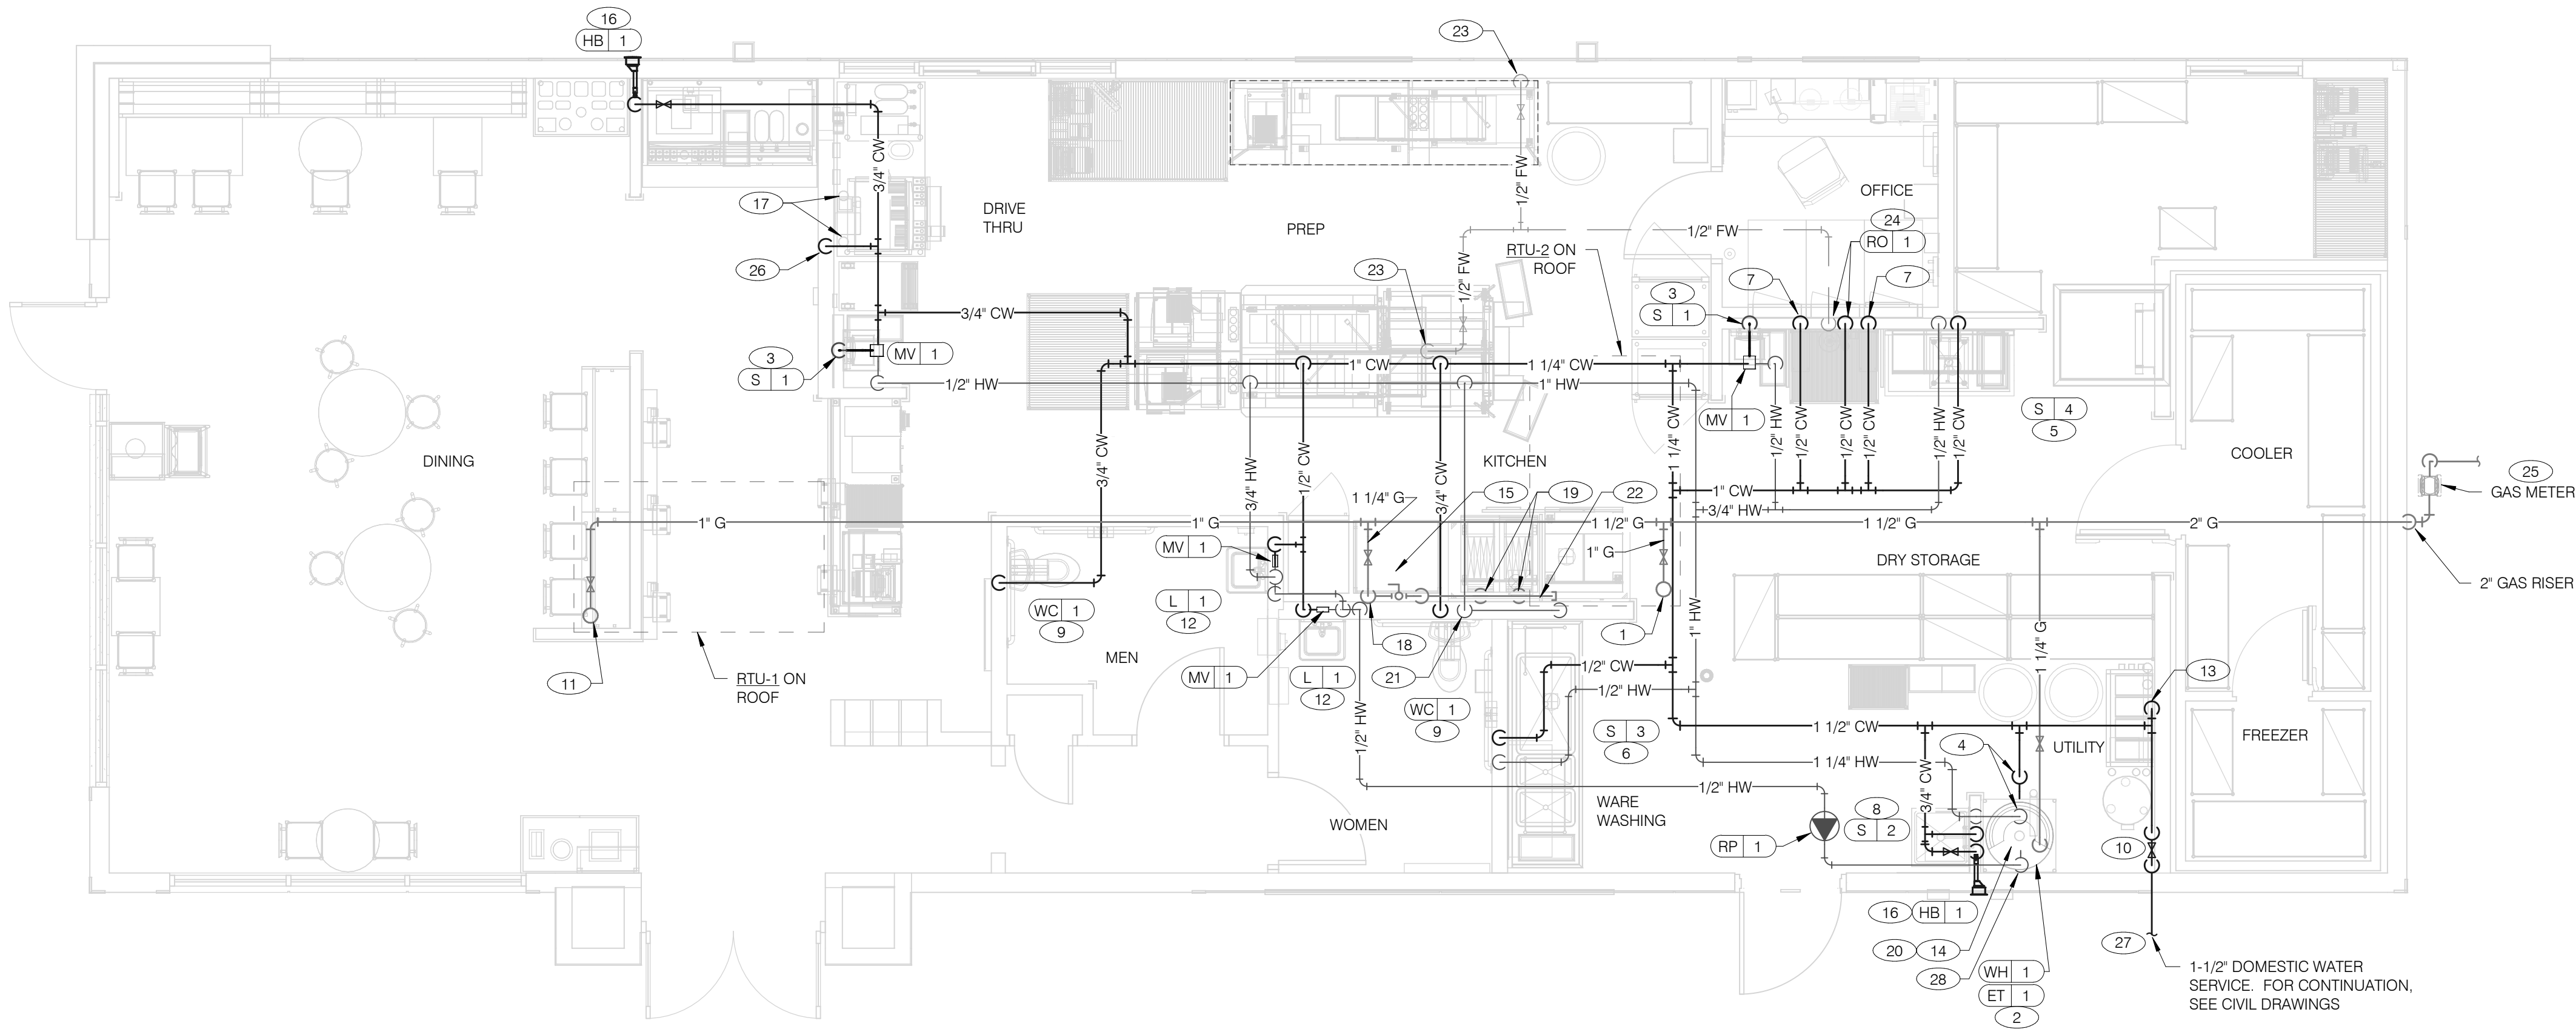 16
HB 1
23
3/4" CW
1/2" FW
17
26
DRIVE
THRU
PREP
OFFICE
24
RO 1
1/2" FW
RTU-2 ON
ROOF
1/2" FW
23
7
7
3
S 1
3/4" CW
3
S 1
MV 1
1" CW
1 1/4" CW
1/2" HW
1" HW
MV 1
S 4
5
DINING
3/4" CW
3/4" HW
1/2" CW
3/4" CW
KITCHEN
1 1/4" CW
1/2" HW
1/2" CW
1/2" CW
1/2" CW
1/2" HW
1/2" CW
COOLER
25
GAS METER
1 1/4" G
15
19
22
1" CW
3/4" HW
1" G
1" G
1 1/2" G
1 1/2" G
2" G
MV 1
1" G
DRY STORAGE
2" GAS RISER
WC 1
9
L 1
12
1
1" HW
1 1/4" G
MEN
18
11
RTU-1 ON
ROOF
MV 1
L 1
12
21
1/2" CW
1/2" HW
13
WC 1
9
S 3
6
1/2" HW
1 1/2" CW
4
UTILITY
FREEZER
1 1/4" HW
1/2" HW
3/4" CW
WARE
WASHING
WOMEN
8
S 2
RP 1
10
16
HB 1
20
14
28
27
WH 1
ET 1
2
1-1/2" DOMESTIC WATER
SERVICE. FOR CONTINUATION,
SEE CIVIL DRAWINGS